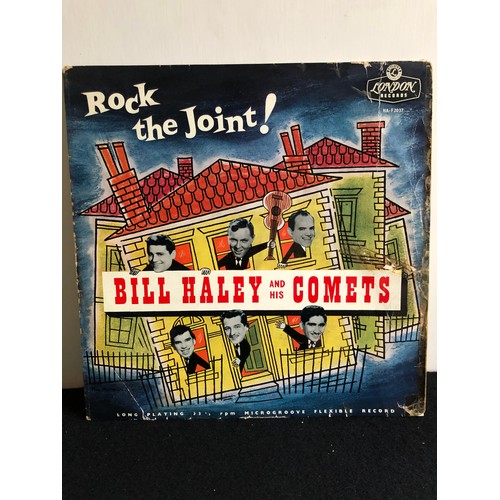 Rock
the Joint!
LONDON
RECORDS
BILL HALEY AND HIS COMETS
LONG PLAYING 33⅓ rpm MICROGROOVE FLEXIBLE RECORD